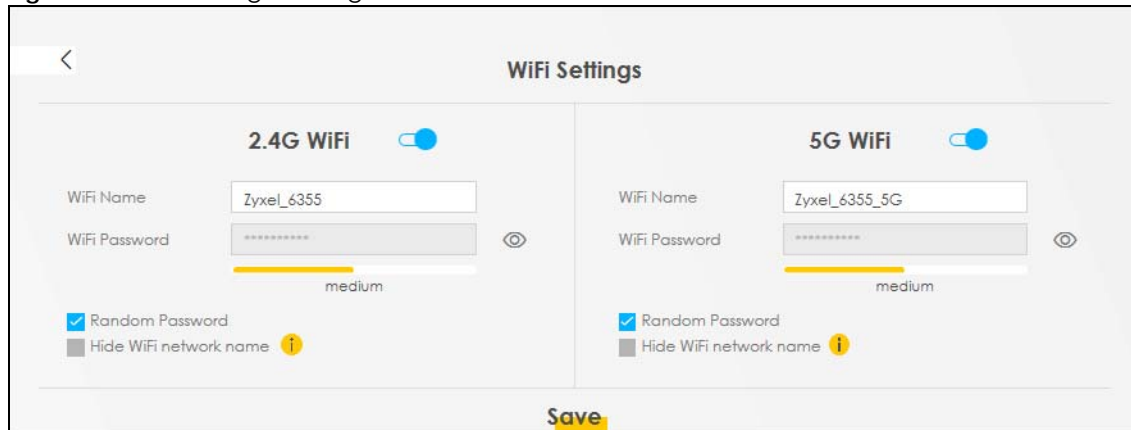 WiFi Settings
2.4G WiFi
WiFi Name Zyxel_6355
WiFi Password **********
medium
Random Password
Hide WiFi network name i
5G WiFi
WiFi Name Zyxel_6355_5G
WiFi Password **********
medium
Random Password
Hide WiFi network name i
Save